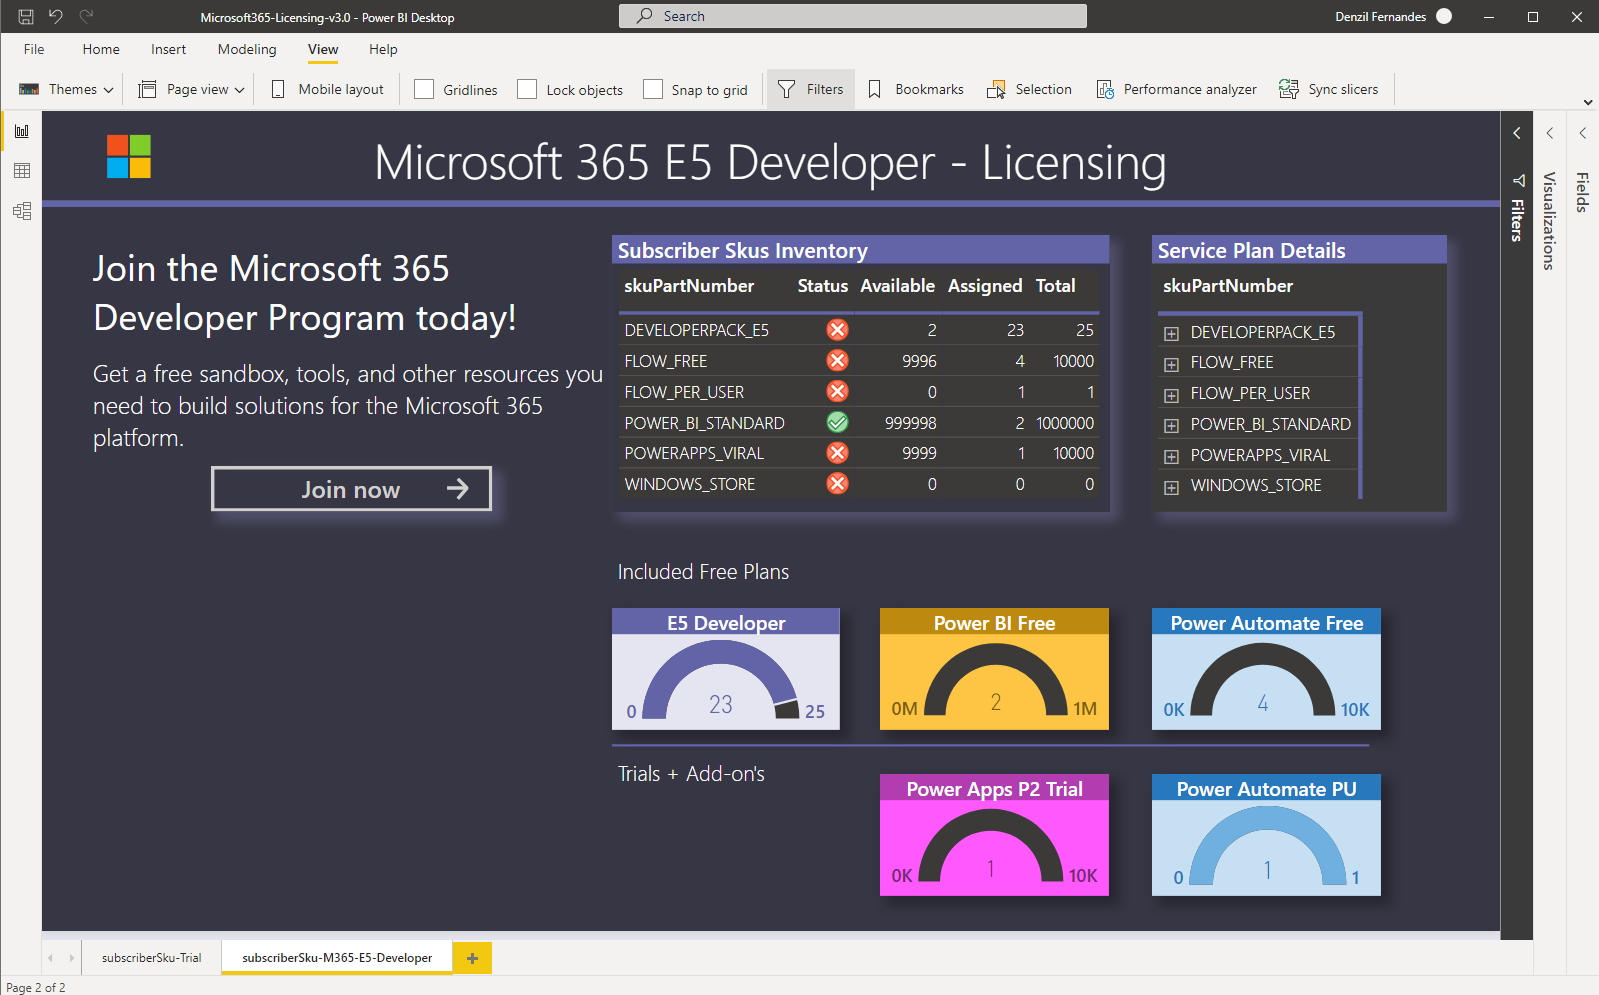 Microsoft365-Licensing-v3.0 - Power BI Desktop
Search
Denzil Fernandes
File Home Insert Modeling View Help
Themes Page view Mobile layout Gridlines Lock objects Snap to grid Filters Bookmarks Selection Performance analyzer Sync slicers
Microsoft 365 E5 Developer - Licensing
Join the Microsoft 365
Developer Program today!
Get a free sandbox, tools, and other resources you
need to build solutions for the Microsoft 365
platform.
Join now
Subscriber Skus Inventory
skuPartNumber Status Available Assigned Total
DEVELOPERPACK_E5 2 23 25
FLOW_FREE 9996 4 10000
FLOW_PER_USER 0 1 1
POWER_BI_STANDARD 999998 2 1000000
POWERAPPS_VIRAL 9999 1 10000
WINDOWS_STORE 0 0 0
Service Plan Details
skuPartNumber
DEVELOPERPACK_E5
FLOW_FREE
FLOW_PER_USER
POWER_BI_STANDARD
POWERAPPS_VIRAL
WINDOWS_STORE
Filters
Visualizations
Fields
Included Free Plans
E5 Developer
0 23 25
Power BI Free
0M 2 1M
Power Automate Free
0K 4 10K
Trials + Add-on's
Power Apps P2 Trial
0K 1 10K
Power Automate PU
0 1 1
subscriberSku-Trial
subscriberSku-M365-E5-Developer
Page 2 of 2